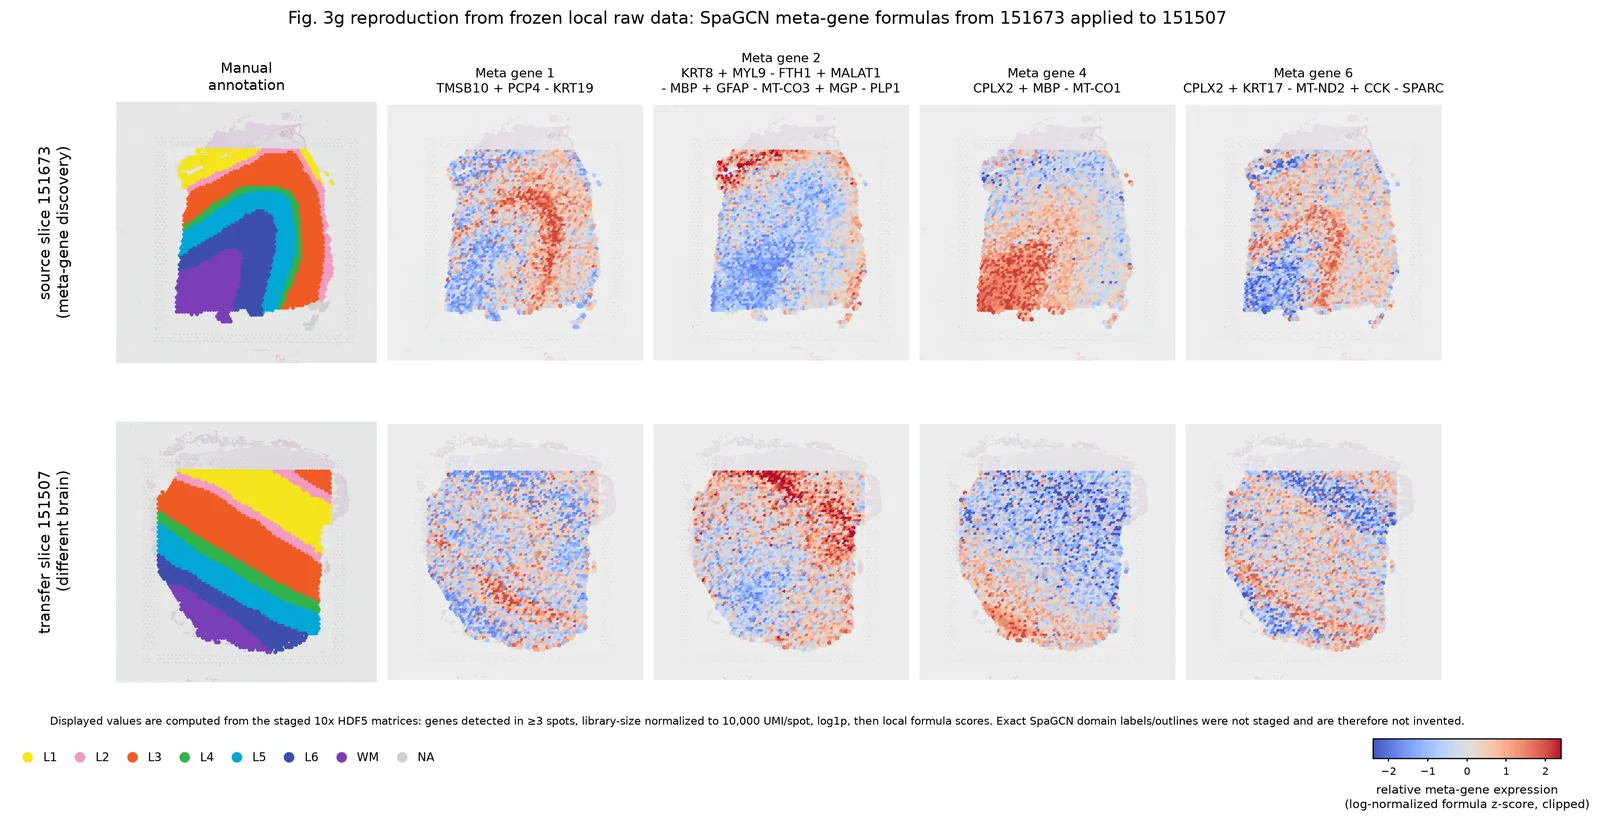 Fig. 3g reproduction from frozen local raw data: SpaGCN meta-gene formulas from 151673 applied to 151507
Manual
annotation
Meta gene 1
TMSB10 + PCP4 - KRT19
Meta gene 2
KRT8 + MYL9 - FTH1 + MALAT1
- MBP + GFAP - MT-CO3 + MGP - PLP1
Meta gene 4
CPLX2 + MBP - MT-CO1
Meta gene 6
CPLX2 + KRT17 - MT-ND2 + CCK - SPARC
source slice 151673
(meta-gene discovery)
transfer slice 151507
(different brain)
Displayed values are computed from the staged 10x HDF5 matrices: genes detected in ≥3 spots, library-size normalized to 10,000 UMI/spot, log1p, then local formula scores. Exact SpaGCN domain labels/outlines were not staged and are therefore not invented.
L1 L2 L3 L4 L5 L6 WM NA
−2 −1 0 1 2
relative meta-gene expression
(log-normalized formula z-score, clipped)